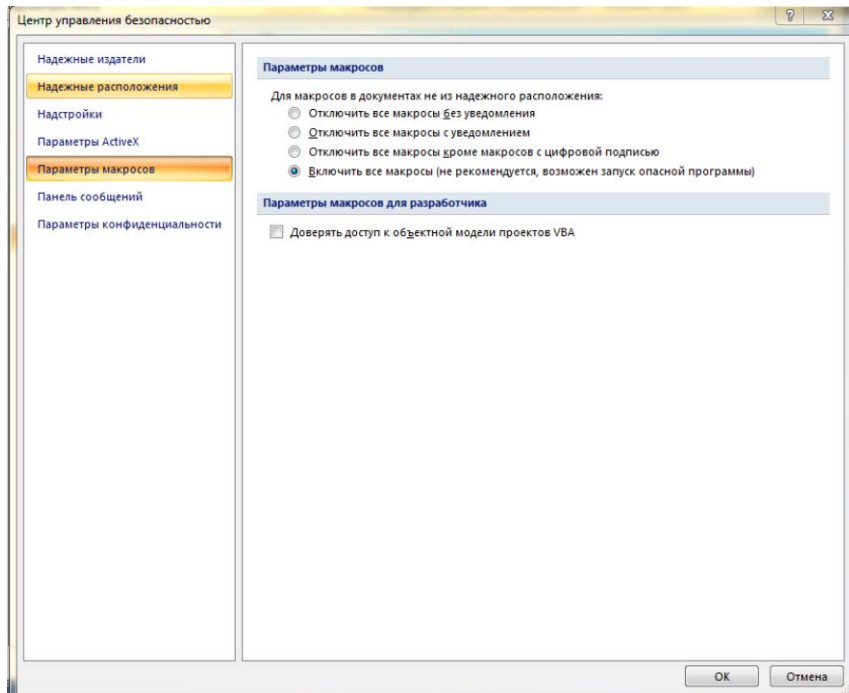 Центр управления безопасностью
Надежные издатели
Надежные расположения
Надстройки
Параметры ActiveX
Параметры макросов
Панель сообщений
Параметры конфиденциальности
Параметры макросов
Для макросов в документах не из надежного расположения:
Отключить все макросы без уведомления
Отключить все макросы с уведомлением
Отключить все макросы кроме макросов с цифровой подписью
Включить все макросы (не рекомендуется, возможен запуск опасной программы)
Параметры макросов для разработчика
Доверять доступ к объектной модели проектов VBA
ОК
Отмена